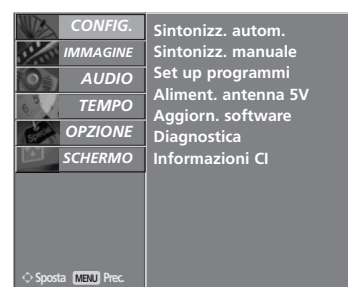 CONFIG.
IMMAGINE
AUDIO
TEMPO
OPZIONE
SCHERMO
Sintonizz. autom.
Sintonizz. manuale
Set up programmi
Aliment. antenna 5V
Aggiorn. software
Diagnostica
Informazioni CI
Sposta MENU Prec.